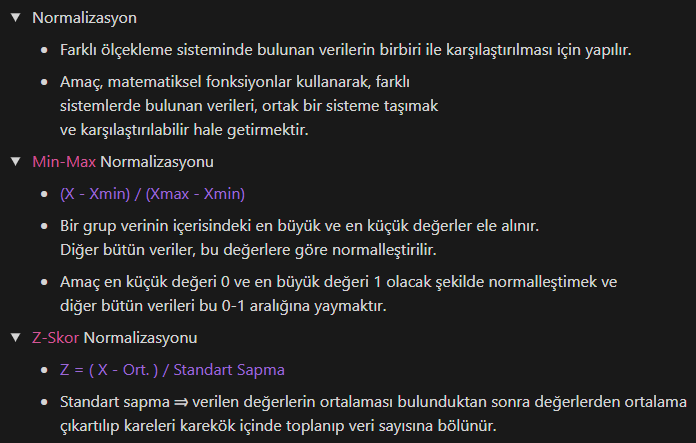 Normalizasyon
Farklı ölçekleme sisteminde bulunan verilerin birbiri ile karşılaştırılması için yapılır.
Amaç, matematiksel fonksiyonlar kullanarak, farklı
sistemlerde bulunan verileri, ortak bir sisteme taşımak
ve karşılaştırılabilir hale getirmektir.
Min-Max Normalizasyonu
(X - Xmin) / (Xmax - Xmin)
Bir grup verinin içerisindeki en büyük ve en küçük değerler ele alınır.
Diğer bütün veriler, bu değerlere göre normalleştirilir.
Amaç en küçük değeri 0 ve en büyük değeri 1 olacak şekilde normalleştimek ve
diğer bütün verileri bu 0-1 aralığına yaymaktır.
Z-Skor Normalizasyonu
Z = ( X - Ort. ) / Standart Sapma
Standart sapma ⇒ verilen değerlerin ortalaması bulunduktan sonra değerlerden ortalama
çıkartılıp kareleri karekök içinde toplanıp veri sayısına bölünür.